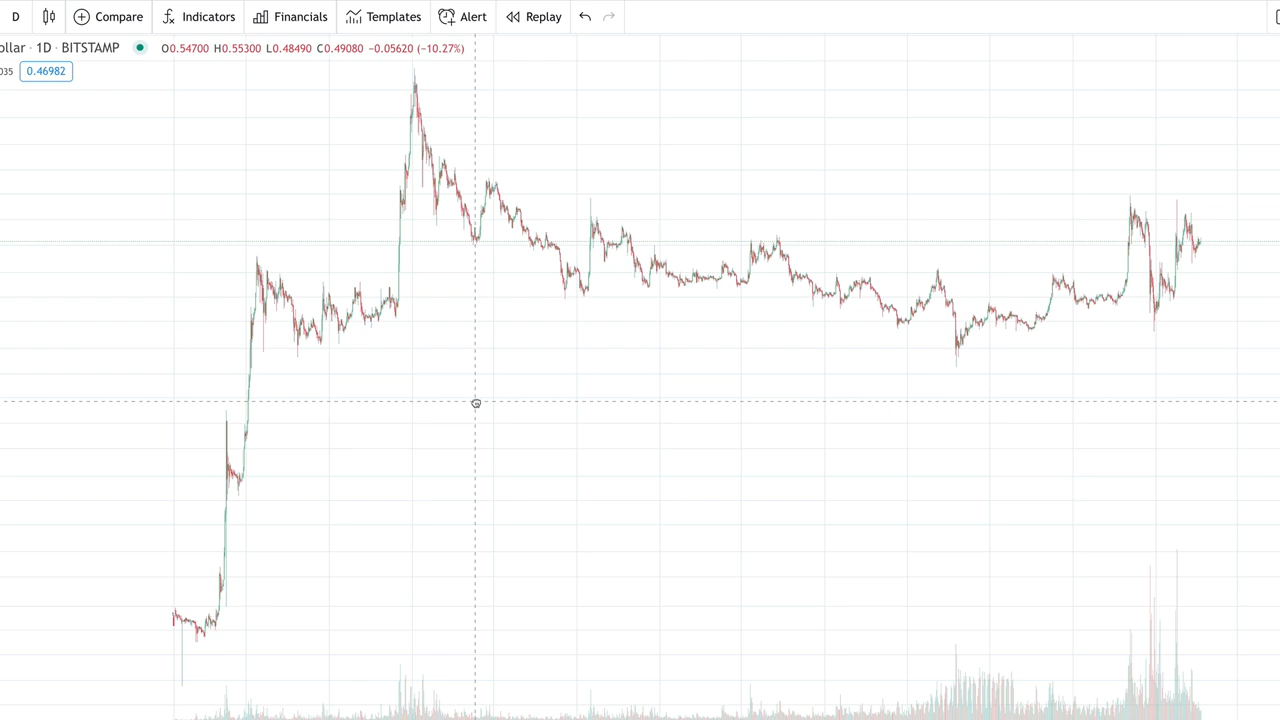 D Compare Indicators Financials Templates Alert Replay
ollar · 1D · BITSTAMP O0.54700 H0.55300 L0.48490 C0.49080 −0.05620 (−10.27%)
035 0.46982